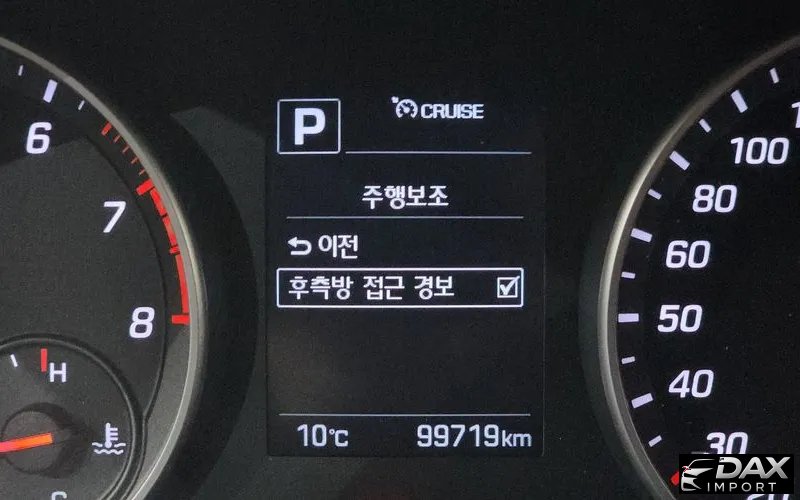 P
CRUISE
주행보조
이전
후측방 접근 경보
10℃
99719km
6
7
8
H
C
100
80
60
50
40
30
DAX
IMPORT